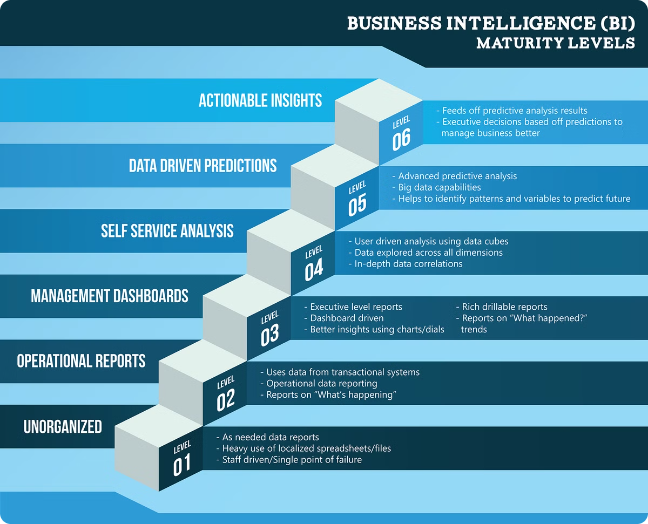 BUSINESS INTELLIGENCE (BI)
MATURITY LEVELS
ACTIONABLE INSIGHTS
LEVEL
06
- Feeds off predictive analysis results
- Executive decisions based off predictions to
manage business better
DATA DRIVEN PREDICTIONS
LEVEL
05
- Advanced predictive analysis
- Big data capabilities
- Helps to identify patterns and variables to predict future
SELF SERVICE ANALYSIS
LEVEL
04
- User driven analysis using data cubes
- Data explored across all dimensions
- In-depth data correlations
MANAGEMENT DASHBOARDS
LEVEL
03
- Executive level reports
- Dashboard driven
- Better insights using charts/dials
- Rich drillable reports
- Reports on "What happened?"
trends
OPERATIONAL REPORTS
LEVEL
02
- Uses data from transactional systems
- Operational data reporting
- Reports on "What's happening"
UNORGANIZED
LEVEL
01
- As needed data reports
- Heavy use of localized spreadsheets/files
- Staff driven/Single point of failure